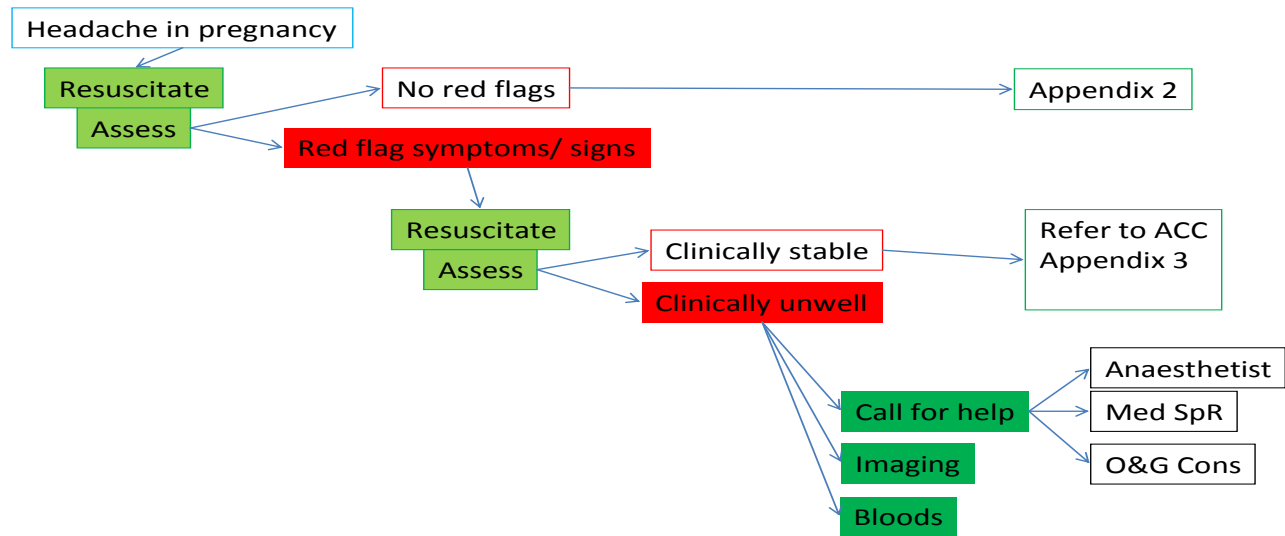 Headache in pregnancy
Resuscitate
Assess
No red flags
Appendix 2
Red flag symptoms/ signs
Resuscitate
Assess
Clinically stable
Refer to ACC
Appendix 3
Clinically unwell
Call for help
Anaesthetist
Med SpR
O&G Cons
Imaging
Bloods